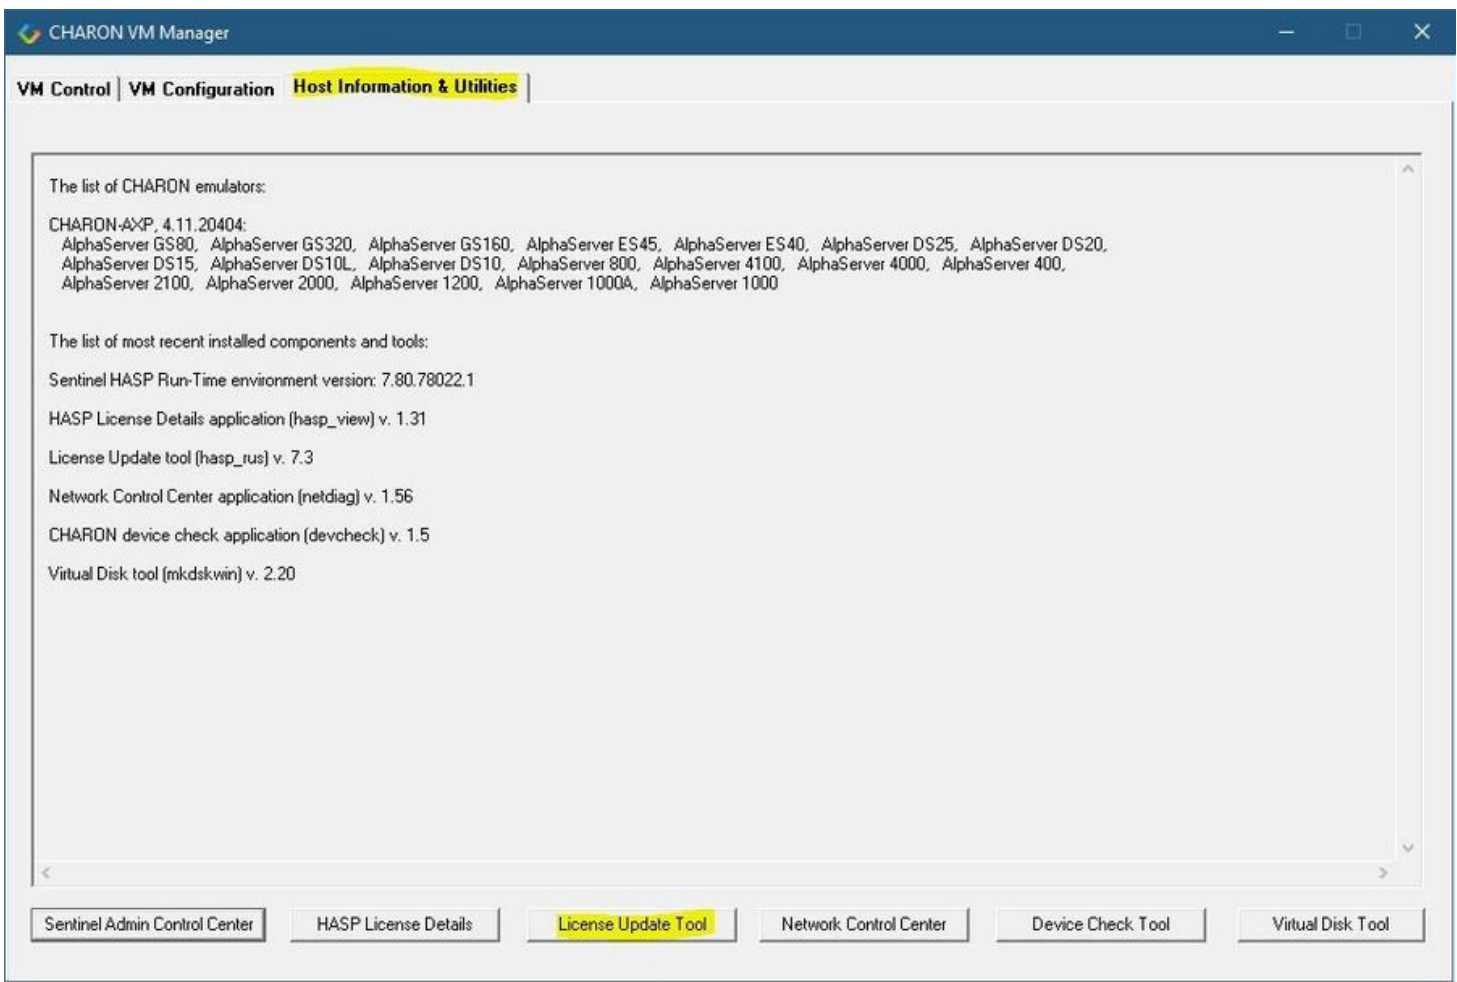 CHARON VM Manager
VM Control VM Configuration Host Information & Utilities
The list of CHARON emulators:
CHARON-AXP, 4.11.20404:
AlphaServer GS80, AlphaServer GS320, AlphaServer GS160, AlphaServer ES45, AlphaServer ES40, AlphaServer DS25, AlphaServer DS20,
AlphaServer DS15, AlphaServer DS10L, AlphaServer DS10, AlphaServer 800, AlphaServer 4100, AlphaServer 4000, AlphaServer 400,
AlphaServer 2100, AlphaServer 2000, AlphaServer 1200, AlphaServer 1000A, AlphaServer 1000
The list of most recent installed components and tools:
Sentinel HASP Run-Time environment version: 7.80.78022.1
HASP License Details application (hasp_view) v. 1.31
License Update tool (hasp_rus) v. 7.3
Network Control Center application (netdiag) v. 1.56
CHARON device check application (devcheck) v. 1.5
Virtual Disk tool (mkdskwin) v. 2.20
Sentinel Admin Control Center HASP License Details License Update Tool Network Control Center Device Check Tool Virtual Disk Tool